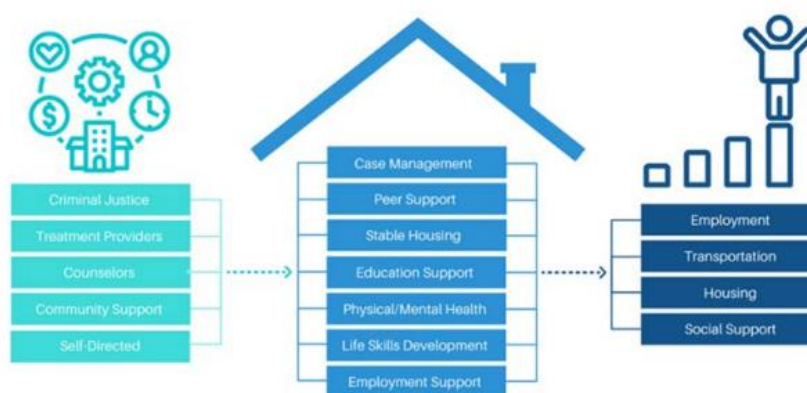 Criminal Justice
Treatment Providers
Counselors
Community Support
Self-Directed
Case Management
Peer Support
Stable Housing
Education Support
Physical/Mental Health
Life Skills Development
Employment Support
Employment
Transportation
Housing
Social Support
$